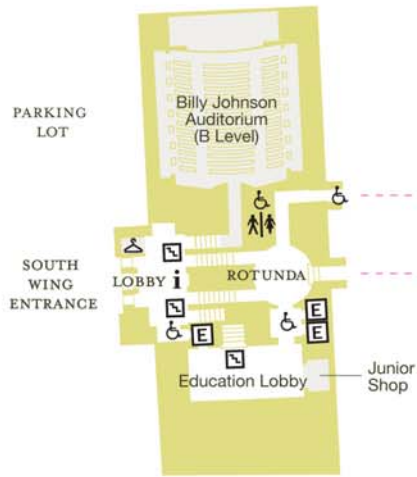 Billy Johnson
Auditorium
(B Level)
PARKING
LOT
SOUTH
WING
ENTRANCE
LOBBY i
ROTUNDA
E
E
E
Education Lobby
Junior
Shop